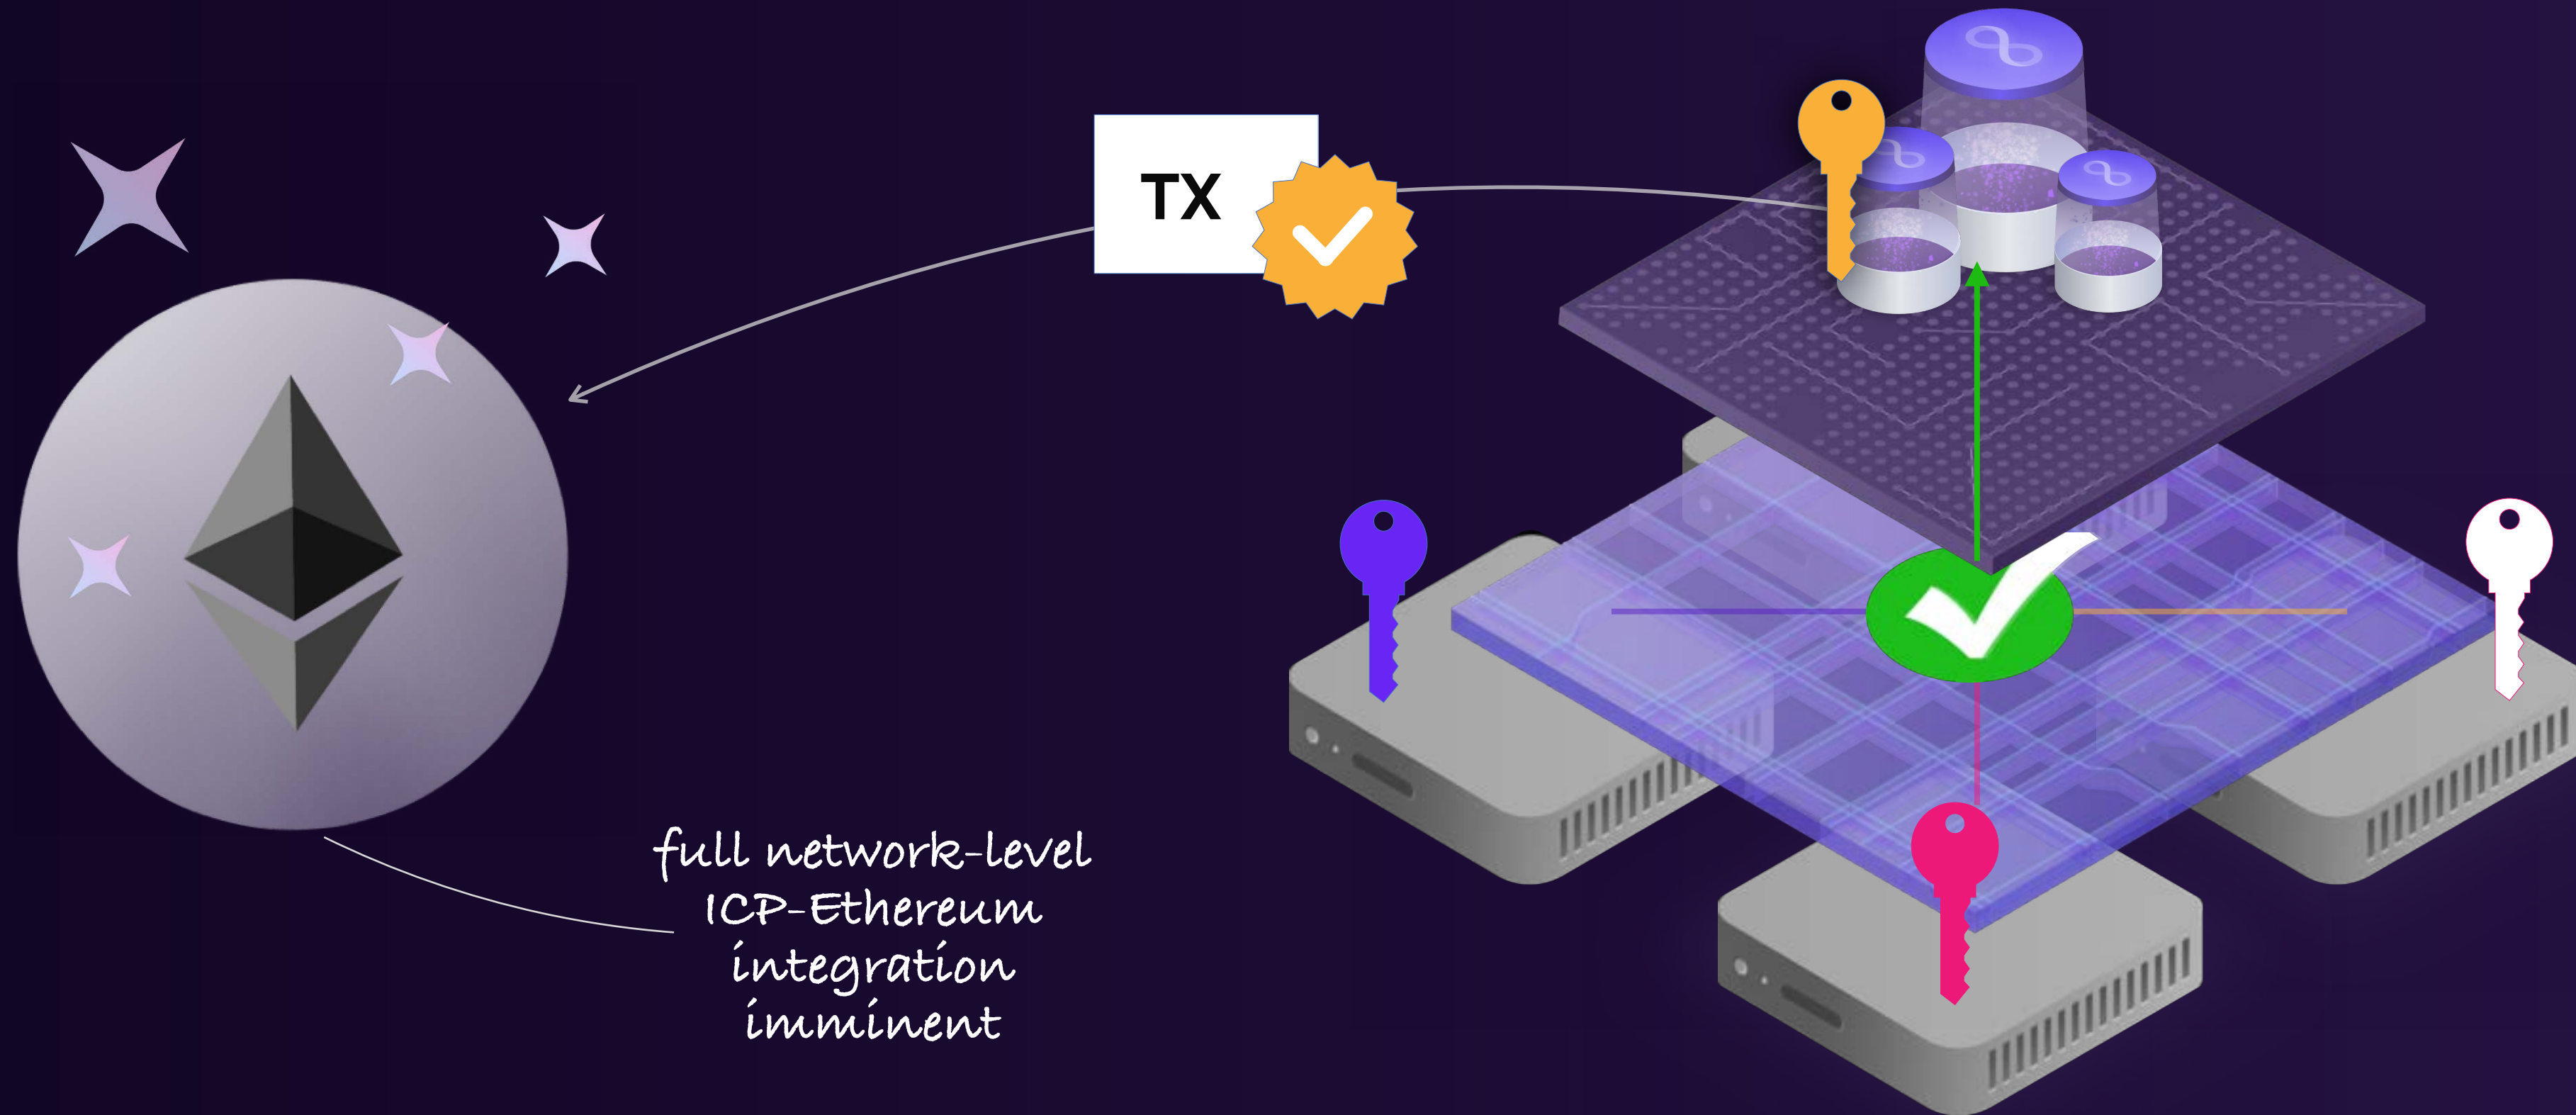 TX
full network-level
ICP-Ethereum
integration
imminent